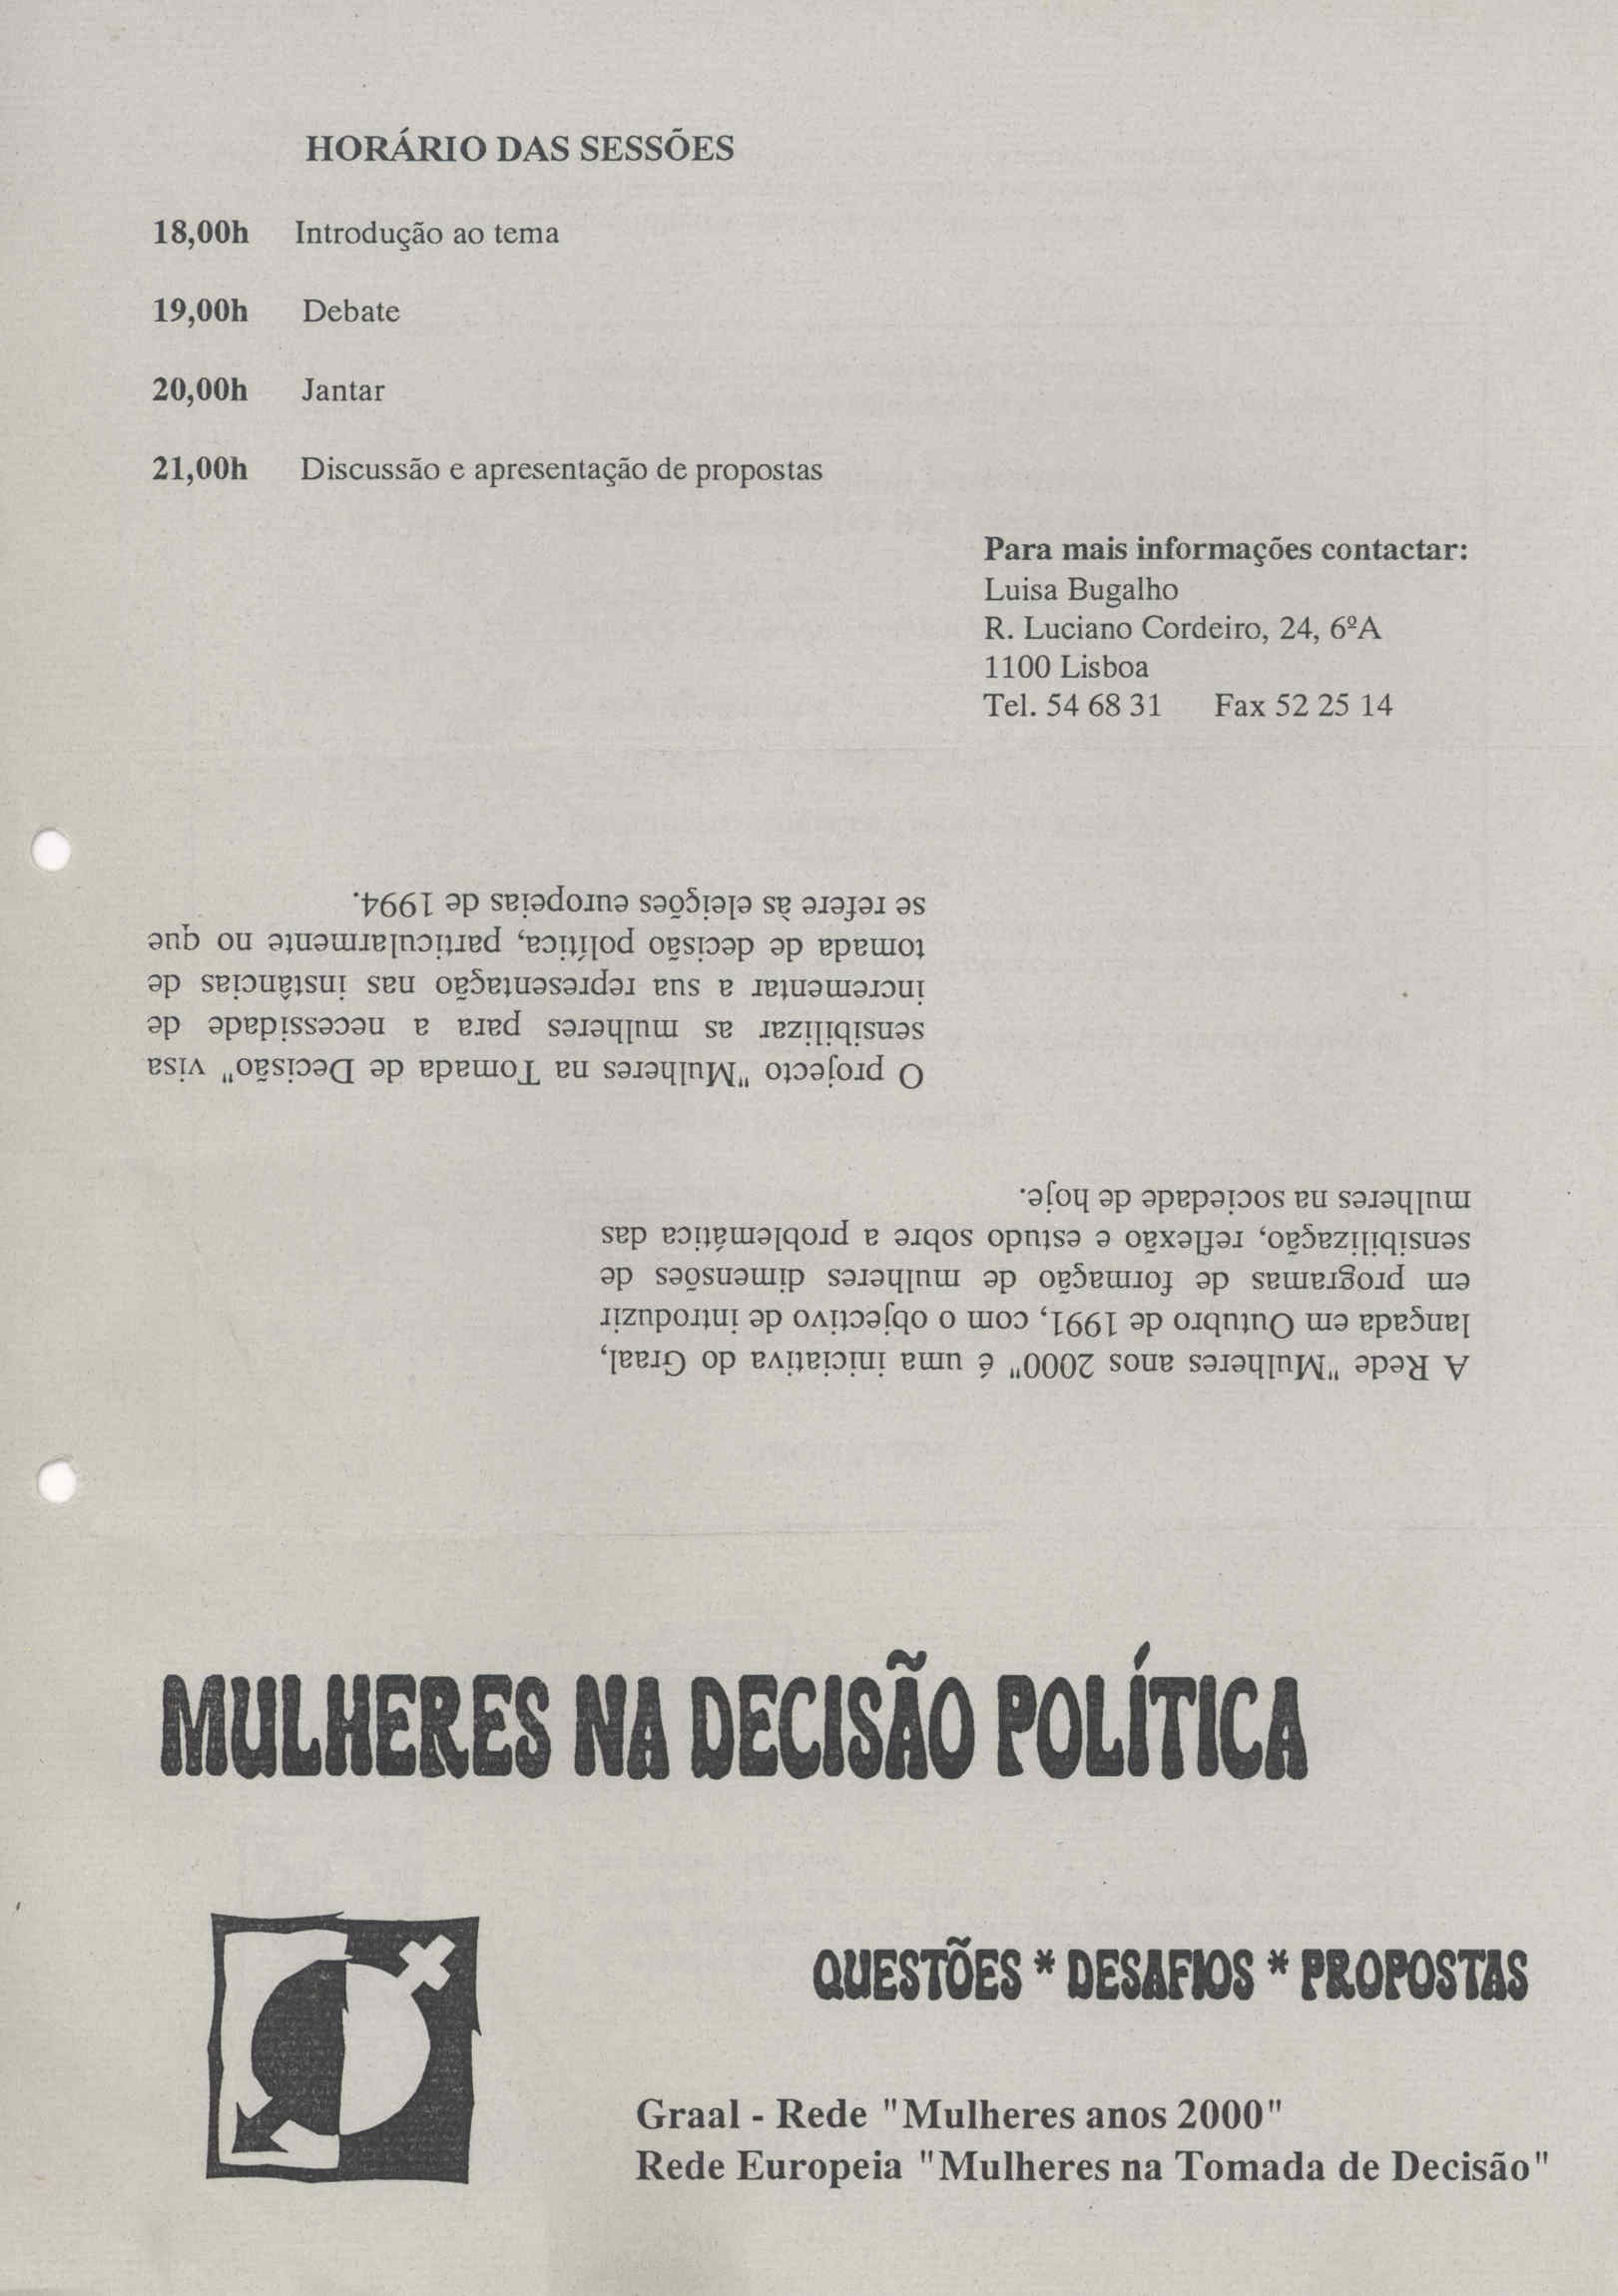 HORÁRIO DAS SESSÕES
18,00h Introdução ao tema
19,00h Debate
20,00h Jantar
21,00h Discussão e apresentação de propostas
Para mais informações contactar:
Luisa Bugalho
R. Luciano Cordeiro, 24, 6ºA
1100 Lisboa
Tel. 54 68 31 Fax 52 25 14
A Rede "Mulheres anos 2000" é uma iniciativa do Graal,
lançada em Outubro de 1991, com o objectivo de introduzir
em programas de formação de mulheres dimensões de
sensibilização, reflexão e estudo sobre a problemática das
mulheres na sociedade de hoje.
O projecto "Mulheres na Tomada de Decisão" visa
sensibilizar as mulheres para a necessidade de
incrementar a sua representação nas instâncias de
tomada de decisão política, particularmente no que
se refere às eleições europeias de 1994.
MULHERES NA DECISÃO POLÍTICA
QUESTÕES * DESAFIOS * PROPOSTAS
Graal - Rede "Mulheres anos 2000"
Rede Europeia "Mulheres na Tomada de Decisão"